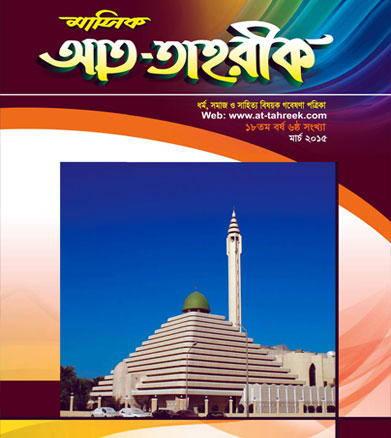 মাসিক
আত-তাহরীক
ধর্ম, সমাজ ও সাহিত্য বিষয়ক গবেষণা পত্রিকা
Web: www.at-tahreek.com
১৮তম বর্ষ ৬ষ্ঠ সংখ্যা
মার্চ ২০১৫